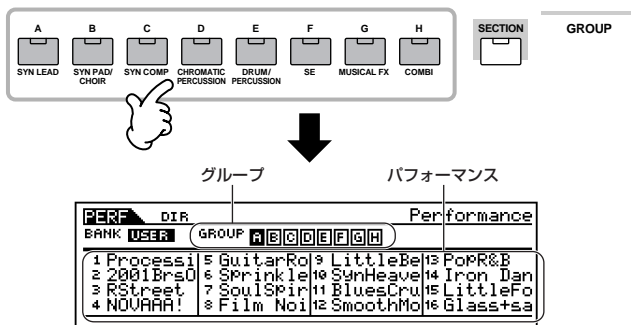 A B C D E F G H SECTION GROUP
SYN LEAD SYN PAD/CHOIR SYN COMP CHROMATIC PERCUSSION DRUM/PERCUSSION SE MUSICAL FX COMBI
グループ パフォーマンス
PERF DIR Performance
BANK USER GROUP A B C D E F G H
1 Processi 5 GuitarRo 9 LittleBe 13 PopR&B
2 2001BrsO 6 Sprinkle 10 SynHeave 14 Iron Dan
3 RStreet 7 SoulSpir 11 BluesCru 15 LittleFo
4 NOVAAA! 8 Film Noi 12 SmoothMo 16 Glass+sa